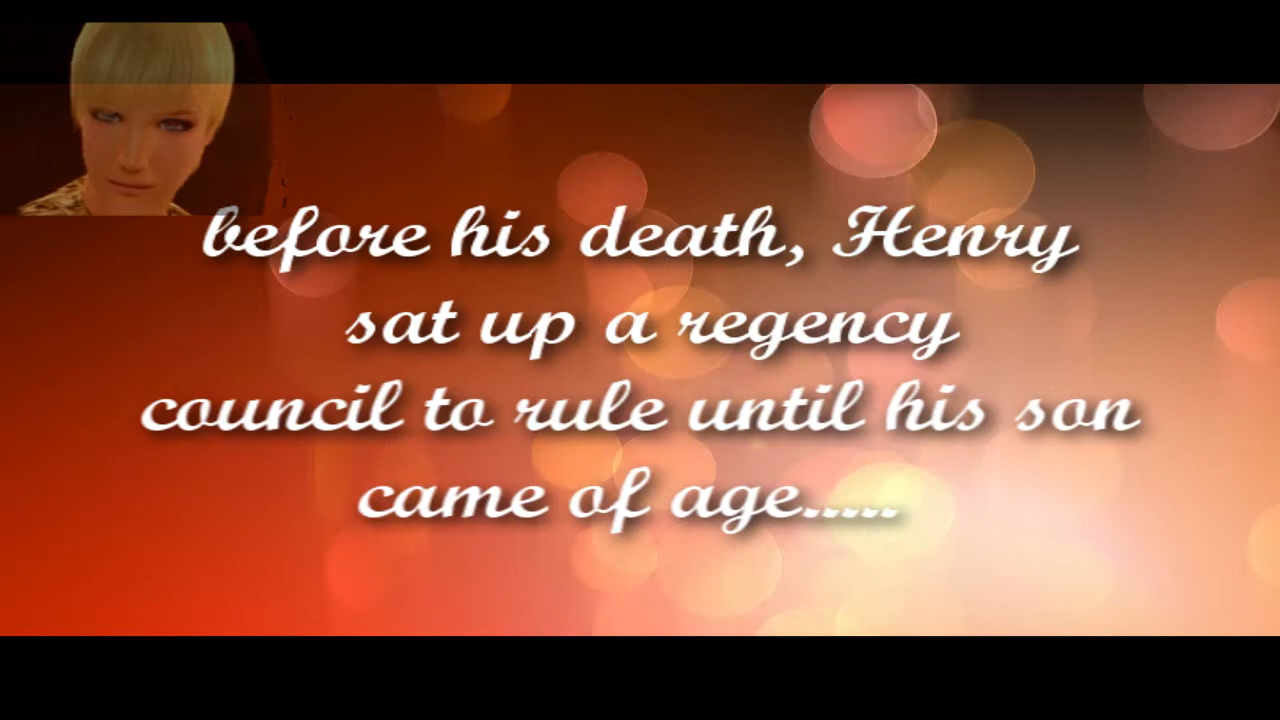 before his death, Henry
sat up a regency
council to rule until his son
came of age.....